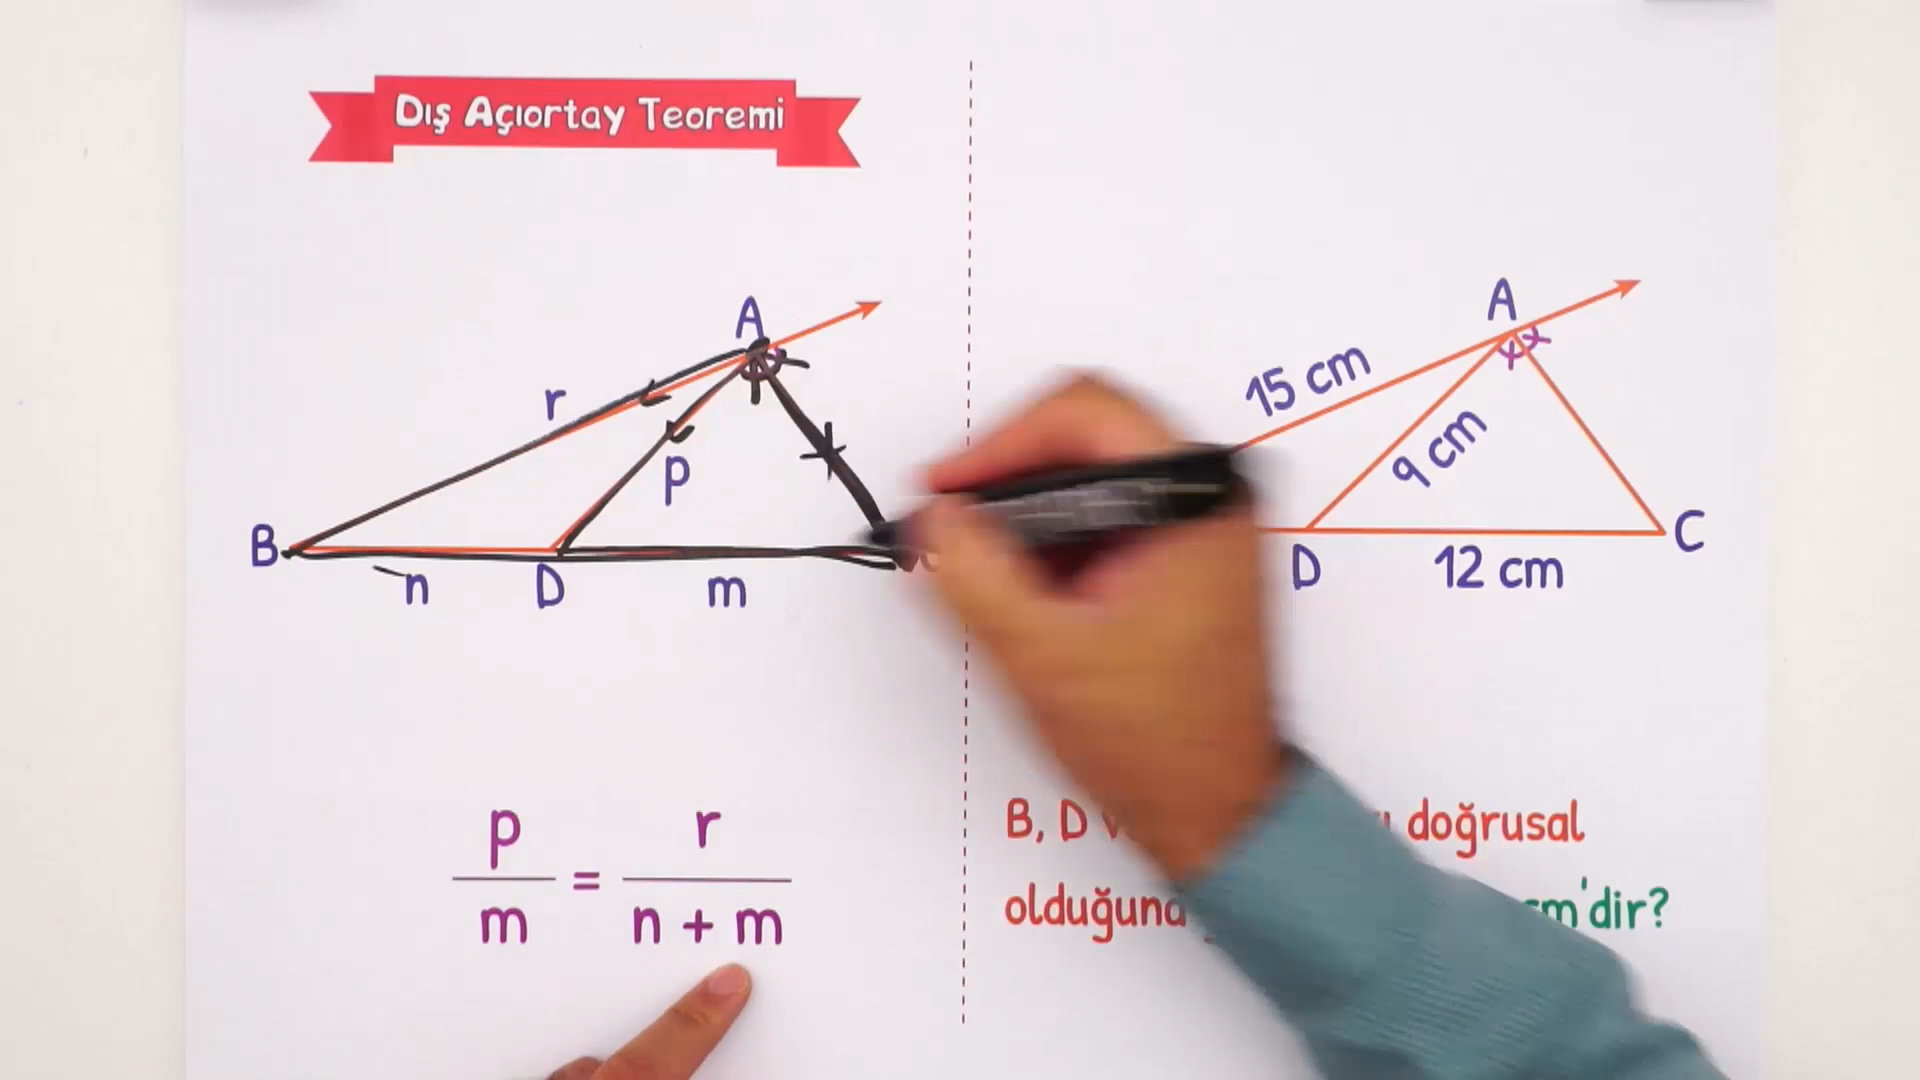 Dış Açıortay Teoremi
A
r
p
B
n
D
m
p
m
=
r
n + m
A
15 cm
9 cm
D
12 cm
C
B, D doğrusal
olduğuna cm'dir?